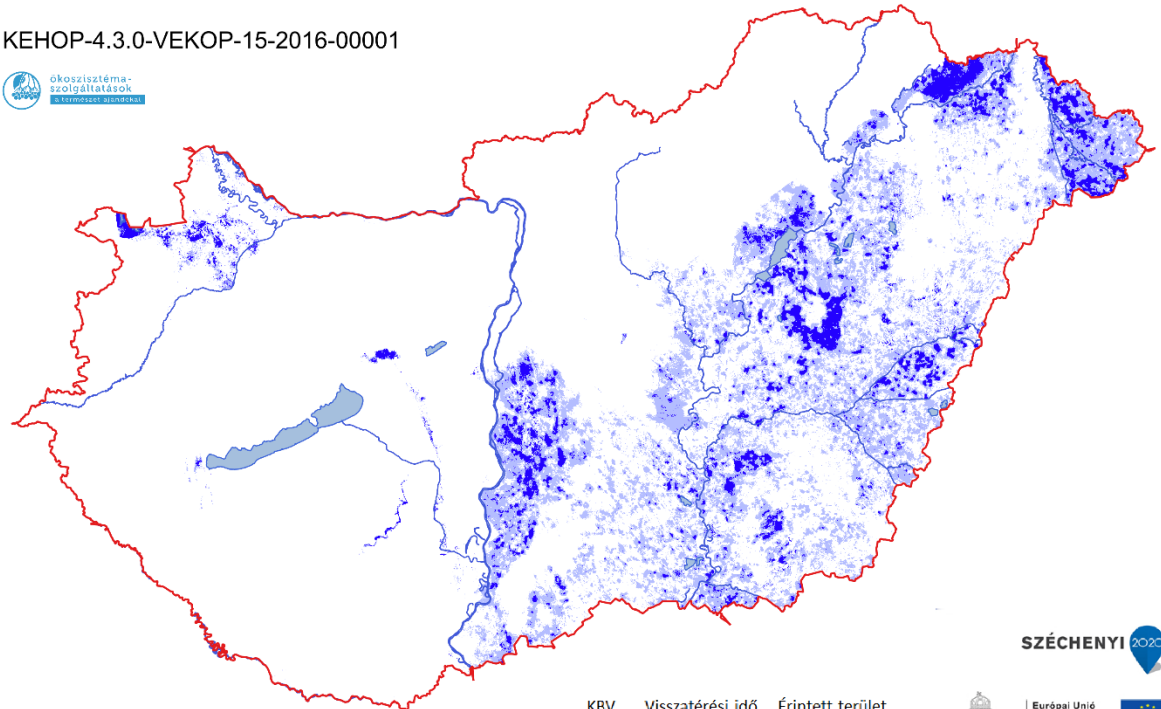 KEHOP-4.3.0-VEKOP-15-2016-00001
ökoszisztéma-
szolgáltatások
a természet ajándékai
SZÉCHENYI 2020
KBV Visszatérési idő Érintett terület
Európai Unió